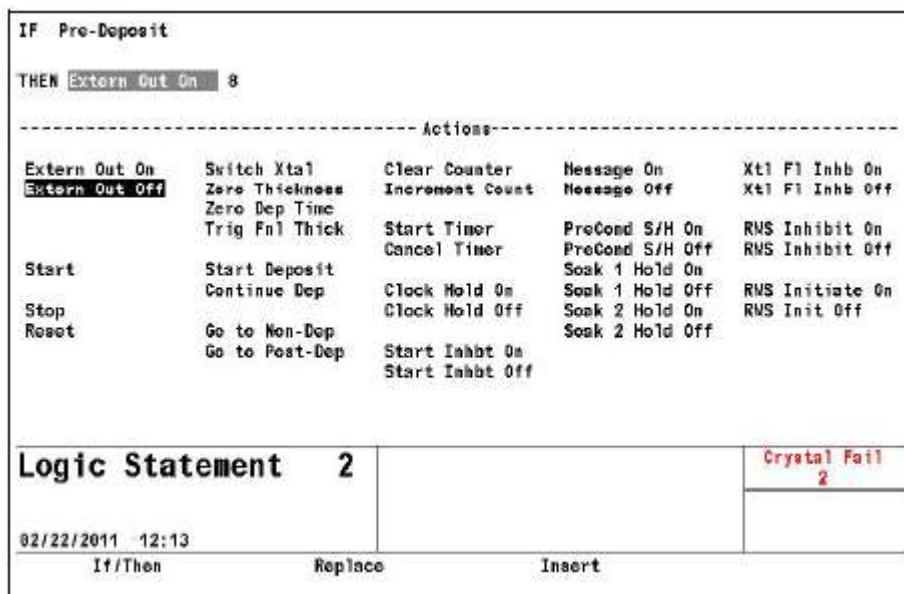 IF Pre-Deposit
THEN Extern Out On 8
Actions
Extern Out On Switch Xtal Clear Counter Message On Xtl Fl Inhb On
Extern Out Off Zero Thickness Increment Count Message Off Xtl Fl Inhb Off
Zero Dep Time
Trig Fnl Thick Start Timer PreCond S/H On RWS Inhibit On
Cancel Timer PreCond S/H Off RWS Inhibit Off
Start Start Deposit Soak 1 Hold On
Continue Dep Clock Hold On Soak 1 Hold Off RWS Initiate On
Stop Clock Hold Off Soak 2 Hold On RWS Init Off
Reset Go to Non-Dep Soak 2 Hold Off
Go to Post-Dep Start Inhbt On
Start Inhbt Off
Logic Statement 2
Crystal Fail
2
02/22/2011 12:13
If/Then Replace Insert